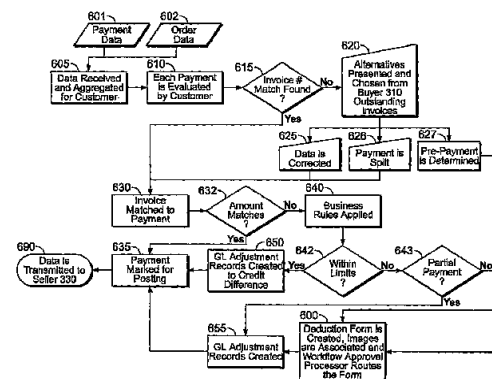 601
Payment
Data
602
Order
Data
605
Data Received
and Aggregated
for Customer
610
Each Payment
is Evaluated
by Customer
615
Invoice #
Match Found
?
No
Yes
620
Alternatives
Presented and
Chosen from
Buyer 310
Outstanding
Invoices
625
Data is
Corrected
626
Payment is
Split
627
Pre-Payment
is Determined
630
Invoice
Matched to
Payment
632
Amount
Matches
?
No
Yes
640
Business
Rules Applied
690
Data is
Transmitted to
Seller 330
635
Payment
Marked for
Posting
650
GL Adjustment
Records Created
to Credit
Difference
Yes
642
Within
Limits
?
No
643
Partial
Payment
?
No
Yes
655
GL Adjustment
Records Created
600
Deduction Form is
Created, Images
are Associated and
Workflow Approval
Processor Routes
the Form